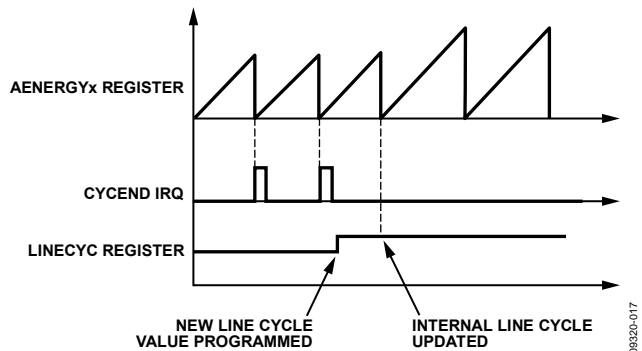 AENERGYx REGISTER
CYCEND IRQ
LINECYC REGISTER
NEW LINE CYCLE
VALUE PROGRAMMED
INTERNAL LINE CYCLE
UPDATED
09320-017